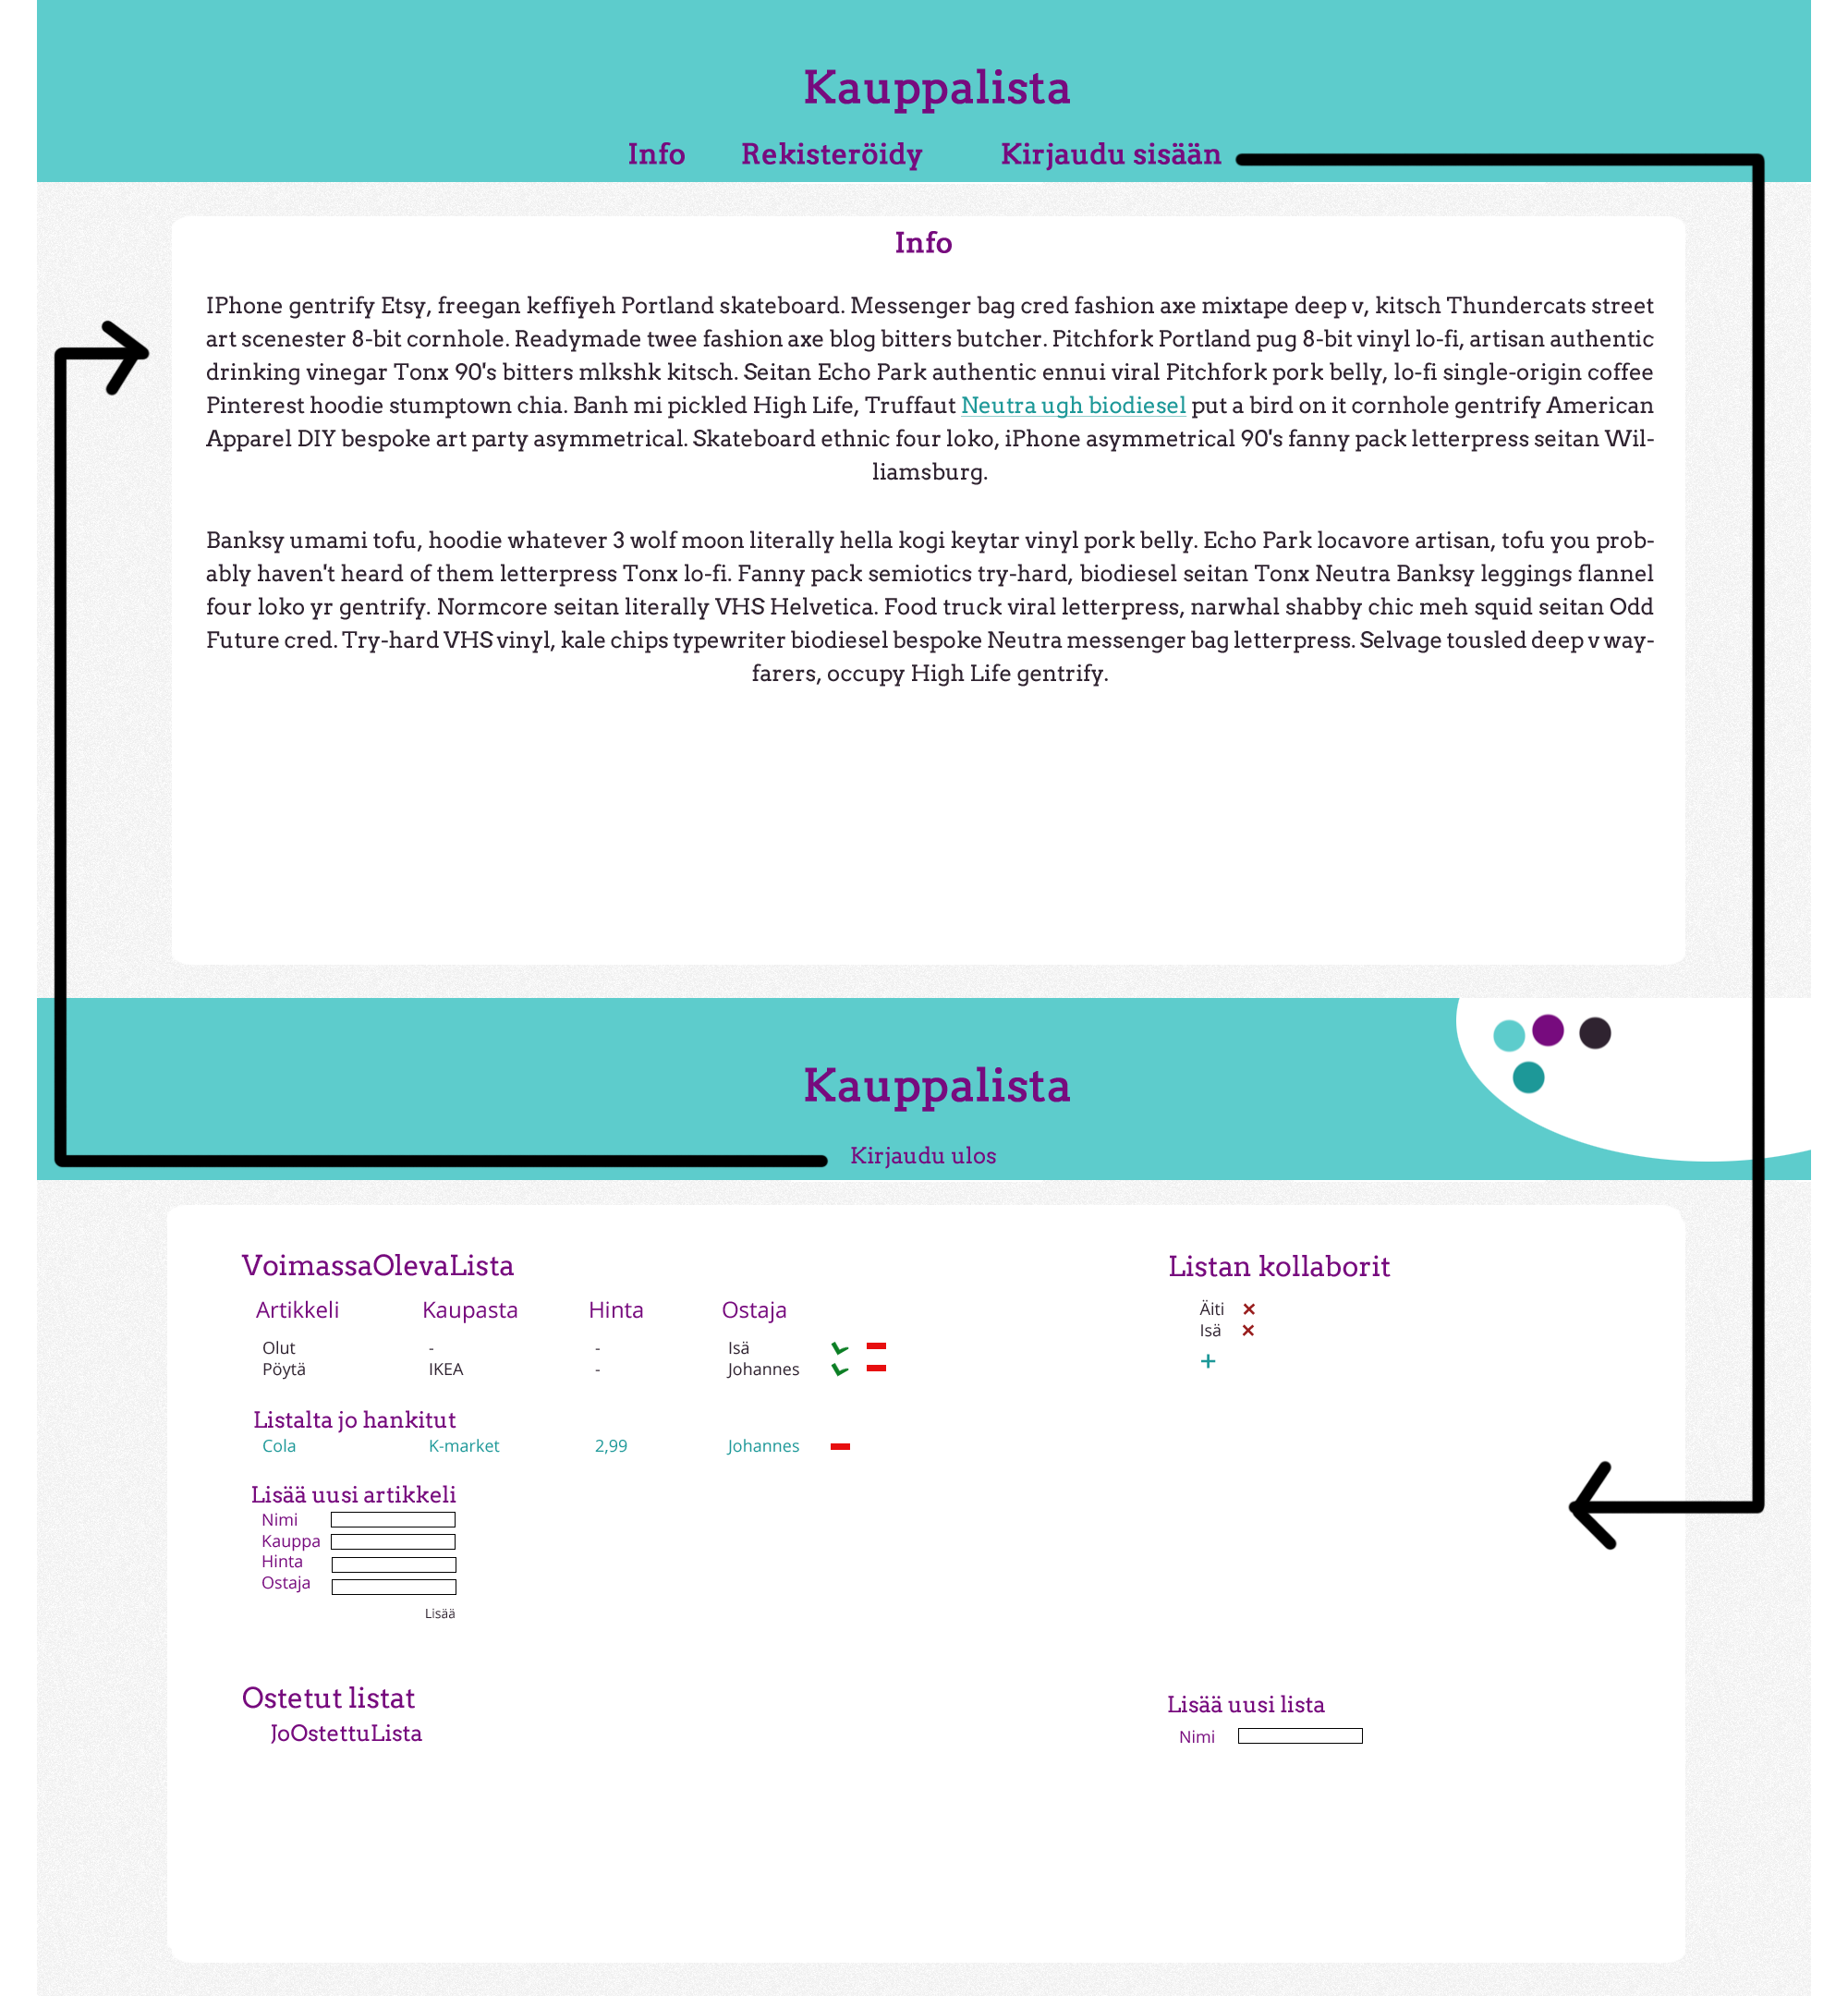 Kauppalista
Info Rekisteröidy Kirjaudu sisään
Info
IPhone gentrify Etsy, freegan keffiyeh Portland skateboard. Messenger bag cred fashion axe mixtape deep v, kitsch Thundercats street
art scenester 8-bit cornhole. Readymade twee fashion axe blog bitters butcher. Pitchfork Portland pug 8-bit vinyl lo-fi, artisan authentic
drinking vinegar Tonx 90's bitters mlkshk kitsch. Seitan Echo Park authentic ennui viral Pitchfork pork belly, lo-fi single-origin coffee
Pinterest hoodie stumptown chia. Banh mi pickled High Life, Truffaut Neutra ugh biodiesel put a bird on it cornhole gentrify American
Apparel DIY bespoke art party asymmetrical. Skateboard ethnic four loko, iPhone asymmetrical 90's fanny pack letterpress seitan Wil-
liamsburg.
Banksy umami tofu, hoodie whatever 3 wolf moon literally hella kogi keytar vinyl pork belly. Echo Park locavore artisan, tofu you prob-
ably haven't heard of them letterpress Tonx lo-fi. Fanny pack semiotics try-hard, biodiesel seitan Tonx Neutra Banksy leggings flannel
four loko yr gentrify. Normcore seitan literally VHS Helvetica. Food truck viral letterpress, narwhal shabby chic meh squid seitan Odd
Future cred. Try-hard VHS vinyl, kale chips typewriter biodiesel bespoke Neutra messenger bag letterpress. Selvage tousled deep v way-
farers, occupy High Life gentrify.
Kauppalista
Kirjaudu ulos
VoimassaOlevaLista
Artikkeli Kaupasta Hinta Ostaja
Olut - - Isä
Pöytä IKEA - Johannes
Listalta jo hankitut
Cola K-market 2,99 Johannes
Lisää uusi artikkeli
Nimi
Kauppa
Hinta
Ostaja
Lisää
Listan kollaborit
Äiti
Isä
+
Ostetut listat
JoOstettuLista
Lisää uusi lista
Nimi